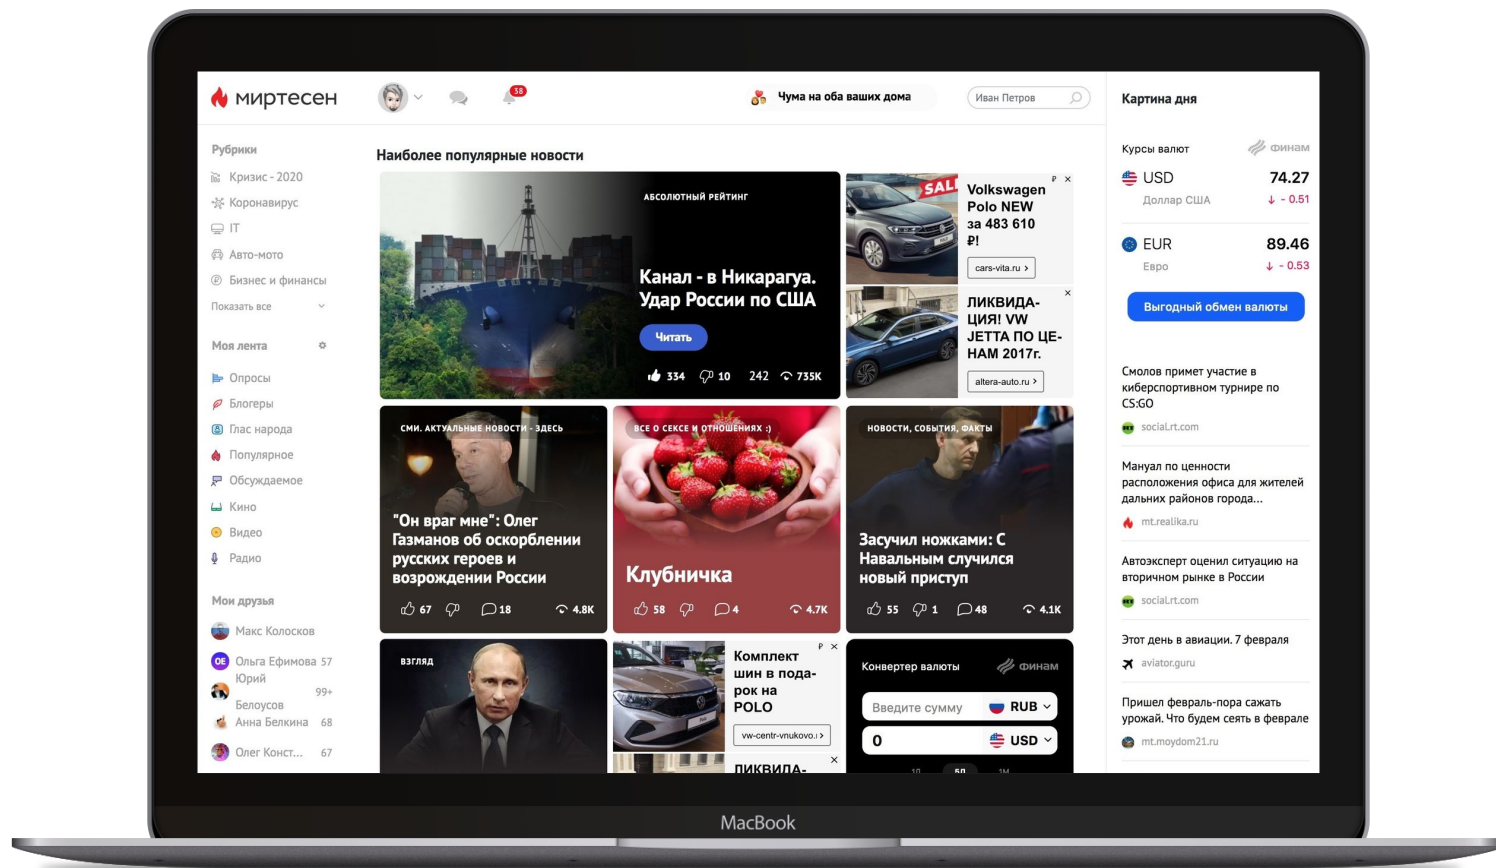 миртесен
38
Чума на оба ваших дома
Иван Петров
Рубрики
Кризис - 2020
Коронавирус
IT
Авто-мото
Бизнес и финансы
Показать все
Моя лента
Опросы
Блогеры
Глас народа
Популярное
Обсуждаемое
Кино
Видео
Радио
Мои друзья
Макс Колосков
OE Ольга Ефимова 57
Юрий
Белоусов
99+
Анна Белкина 68
Олег Конст... 67
Наиболее популярные новости
АБСОЛЮТНЫЙ РЕЙТИНГ
Канал - в Никарагуа.
Удар России по США
Читать
334 10 242 735K
SALE
Volkswagen
Polo NEW
за 483 610
₽!
cars-vita.ru >
₽ ×
ЛИКВИДА-
ЦИЯ! VW
JETTA ПО ЦЕ-
НАМ 2017г.
altera-auto.ru >
×
СМИ. АКТУАЛЬНЫЕ НОВОСТИ - ЗДЕСЬ
"Он враг мне": Олег
Газманов об оскорблении
русских героев и
возрождении России
67 18 4.8K
ВСЕ О СЕКСЕ И ОТНОШЕНИЯХ :)
Клубничка
58 4 4.7K
НОВОСТИ, СОБЫТИЯ, ФАКТЫ
Засучил ножками: С
Навальным случился
новый приступ
55 1 48 4.1K
ВЗГЛЯД
Комплект
шин в пода-
рок на
POLO
vw-centr-vnukovo.r >
₽ ×
ЛИКВИДА-
×
Конвертер валюты
ФИНАМ
Введите сумму RUB
0 USD
1Д 5Д 1М
Картина дня
Курсы валют
ФИНАМ
USD 74.27
Доллар США ↓ - 0.51
EUR 89.46
Евро ↓ - 0.53
Выгодный обмен валюты
Смолов примет участие в
киберспортивном турнире по
CS:GO
social.rt.com
Мануал по ценности
расположения офиса для жителей
дальних районов города...
mt.realika.ru
Автоэксперт оценил ситуацию на
вторичном рынке в России
social.rt.com
Этот день в авиации. 7 февраля
aviator.guru
Пришел февраль-пора сажать
урожай. Что будем сеять в феврале
mt.moydom21.ru
MacBook